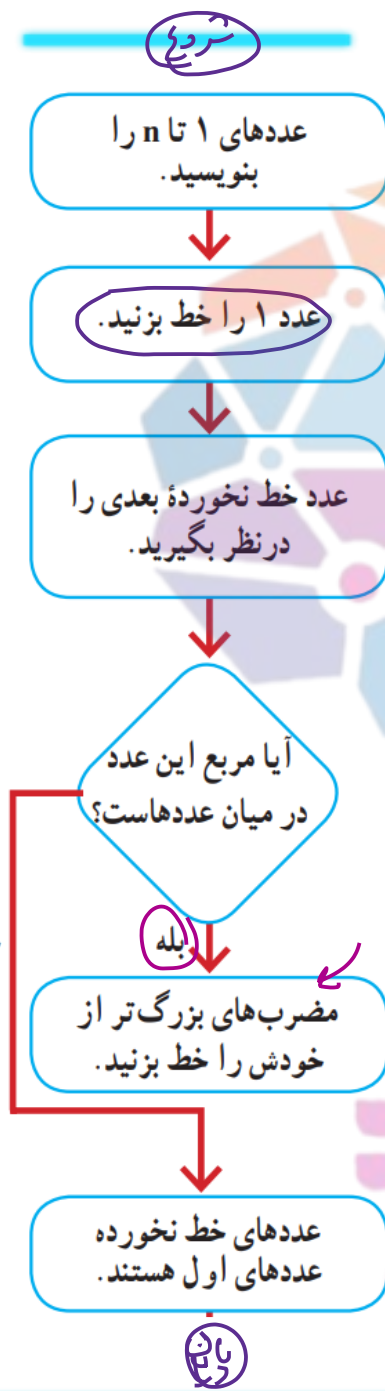 شروع
عددهای ۱ تا n را
بنویسید.
عدد ۱ را خط بزنید.
عدد خط نخوردهٔ بعدی را
درنظر بگیرید.
آیا مربع این عدد
در میان عددهاست؟
بله
مضرب‌های بزرگ‌تر از
خودش را خط بزنید.
عددهای خط نخورده
عددهای اول هستند.
پایان